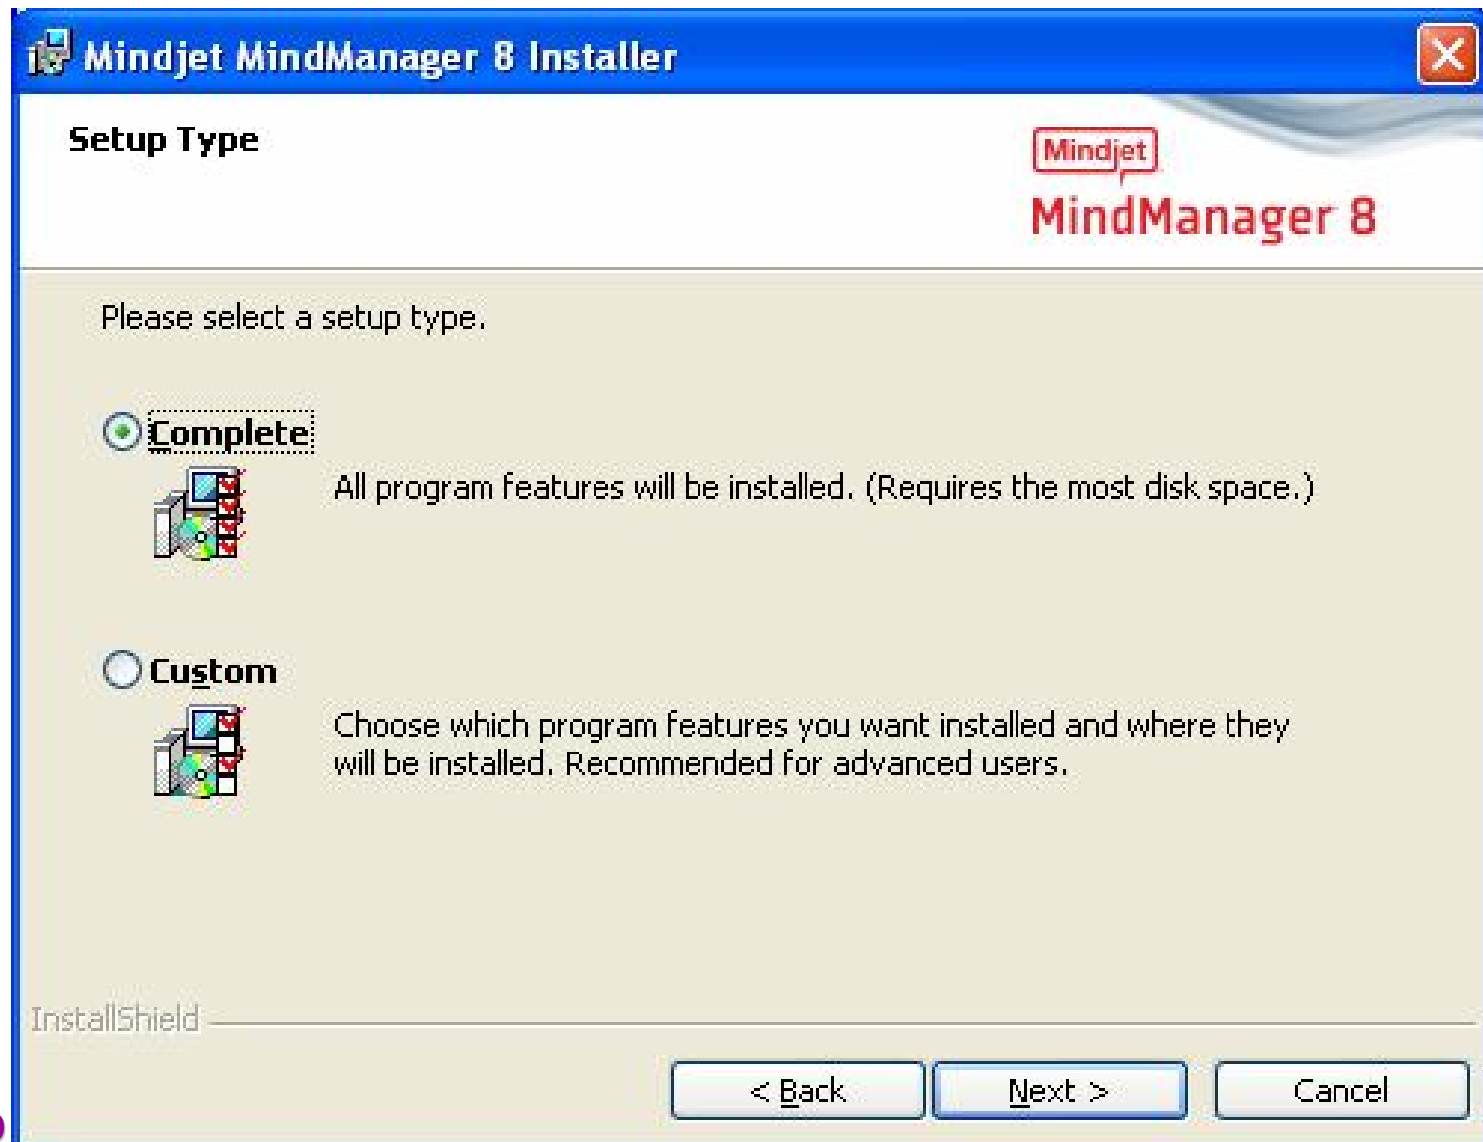 Mindjet MindManager 8 Installer
Setup Type
Mindjet
MindManager 8
Please select a setup type.
Complete
All program features will be installed. (Requires the most disk space.)
Custom
Choose which program features you want installed and where they
will be installed. Recommended for advanced users.
InstallShield
< Back
Next >
Cancel